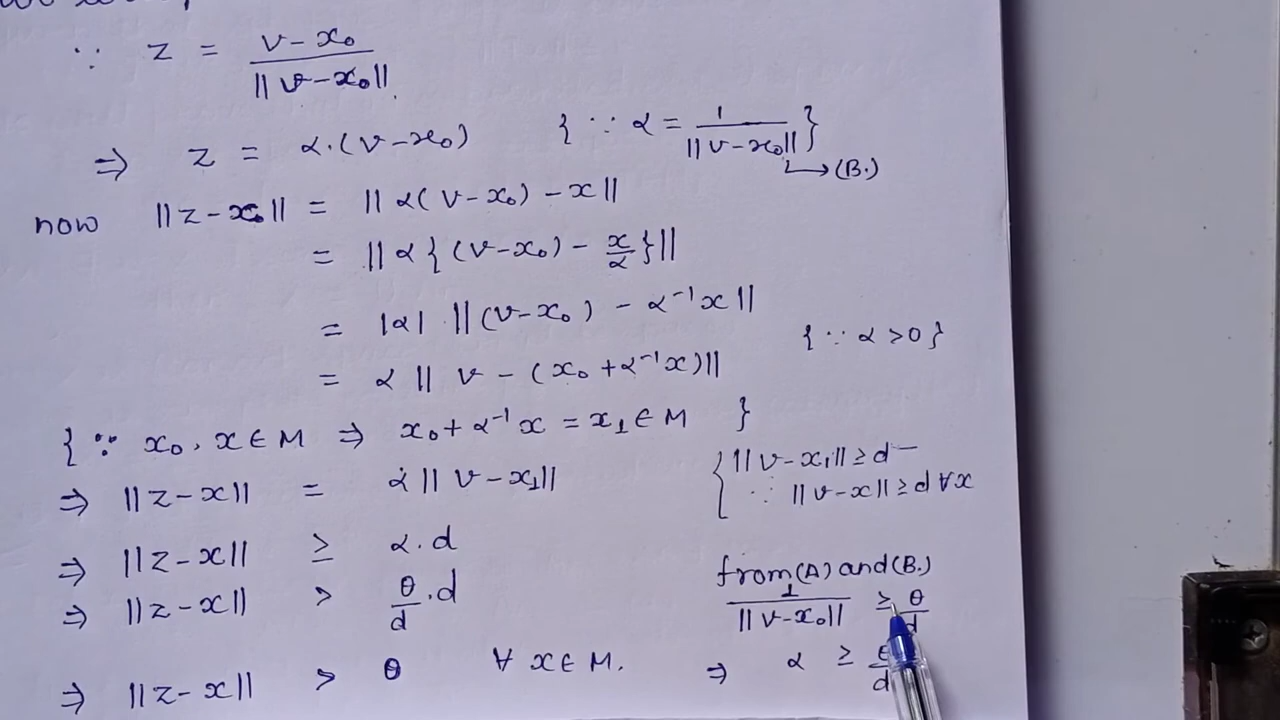 ∵ z = v-x₀ / ||v-x₀||
⇒ z = α.(v-x₀) {∵ α = 1 / ||v-x₀||} → (B.)
now ||z-x|| = ||α(v-x₀) - x||
= ||α{(v-x₀) - x/α}||
= |α| ||(v-x₀) - α⁻¹x||
= α ||v - (x₀+α⁻¹x)|| {∵ α>0}
{∵ x₀, x∈M ⇒ x₀+α⁻¹x = x₁∈M }
⇒ ||z-x|| = α ||v-x₁|| {||v-x₁||≥d
∵ ||v-x||≥d ∀x
⇒ ||z-x|| ≥ α.d
from(A) and(B.)
⇒ ||z-x|| > θ/d .d
1 / ||v-x₀|| ≥ θ/d
⇒ ||z-x|| > θ ∀ x∈M.
⇒ α ≥ θ/d